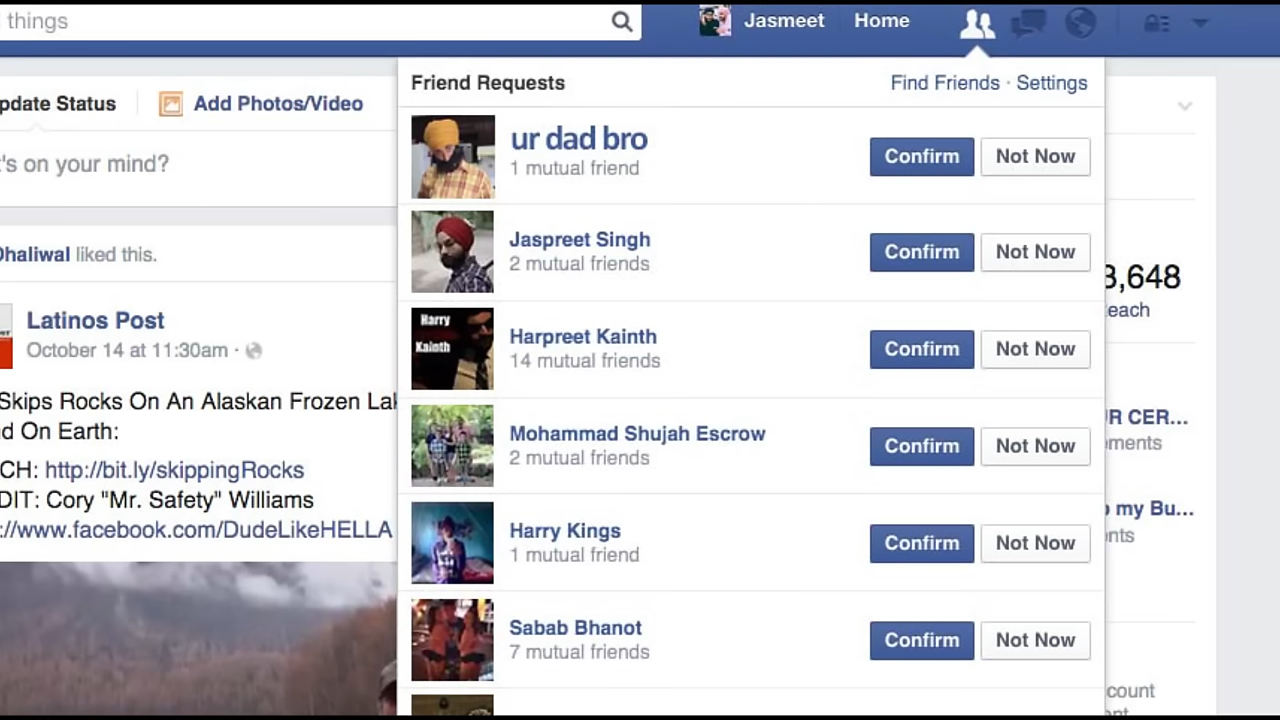 things
Jasmeet
Home
Update Status
Add Photos/Video
's on your mind?
Dhaliwal liked this.
Latinos Post
October 14 at 11:30am ·
Skips Rocks On An Alaskan Frozen
d On Earth:
CH: http://bit.ly/skippingRocks
DIT: Cory "Mr. Safety" Williams
://www.facebook.com/DudeLikeHELLA
Friend Requests
Find Friends · Settings
ur dad bro
1 mutual friend
Confirm
Not Now
Jaspreet Singh
2 mutual friends
Confirm
Not Now
Harry
Kainth
Harpreet Kainth
14 mutual friends
Confirm
Not Now
Mohammad Shujah Escrow
2 mutual friends
Confirm
Not Now
Harry Kings
1 mutual friend
Confirm
Not Now
Sabab Bhanot
7 mutual friends
Confirm
Not Now
3,648
each
R CER...
ments
my Bu...
nts
count